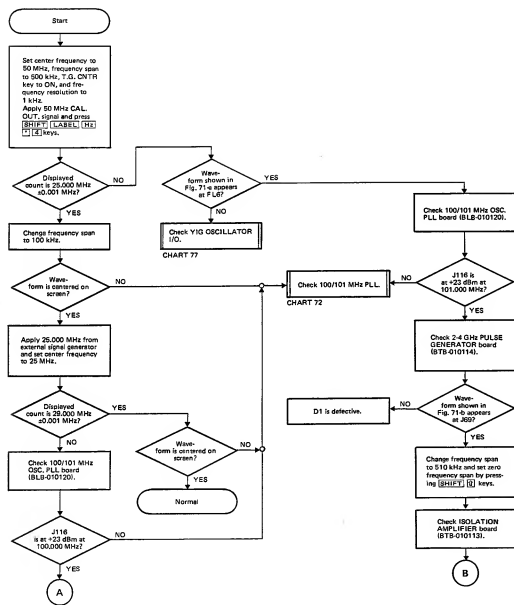 Start
Set center frequency to
50 MHz, frequency span
to 500 kHz, T.G. CNTR
key to ON, and fre-
quency resolution to
1 kHz.
Apply 50 MHz CAL.
OUT. signal and press
SHIFT LABEL Hz
* 4 keys.
Displayed
count is 25.000 MHz
±0.001 MHz?
NO
YES
Wave-
form shown in
Fig. 71-a appears
at FL6?
YES
NO
Check YIG OSCILLATOR
I/O.
CHART 77
Change frequency span
to 100 kHz.
Wave-
form is centered on
screen?
NO
YES
Apply 25.000 MHz from
external signal generator
and set center frequency
to 25 MHz.
Displayed
count is 29.000 MHz
±0.001 MHz?
YES
NO
Wave-
form is centered on
screen?
NO
YES
Normal
Check 100/101 MHz
OSC. PLL board
(BLB-010120).
J116
is at +23 dBm at
100.000 MHz?
NO
YES
A
Check 100/101 MHz PLL.
CHART 72
Check 100/101 MHz OSC.
PLL board (BLB-010120).
J116
is at +23 dBm at
101.000 MHz?
NO
YES
Check 2-4 GHz PULSE
GENERATOR board
(BTB-010114).
Wave-
form shown in
Fig. 71-b appears
at J69?
NO
YES
D1 is defective.
Change frequency span
to 510 kHz and set zero
frequency span by press-
ing SHIFT, 0 keys.
Check ISOLATION
AMPLIFIER board
(BTB-010113).
B